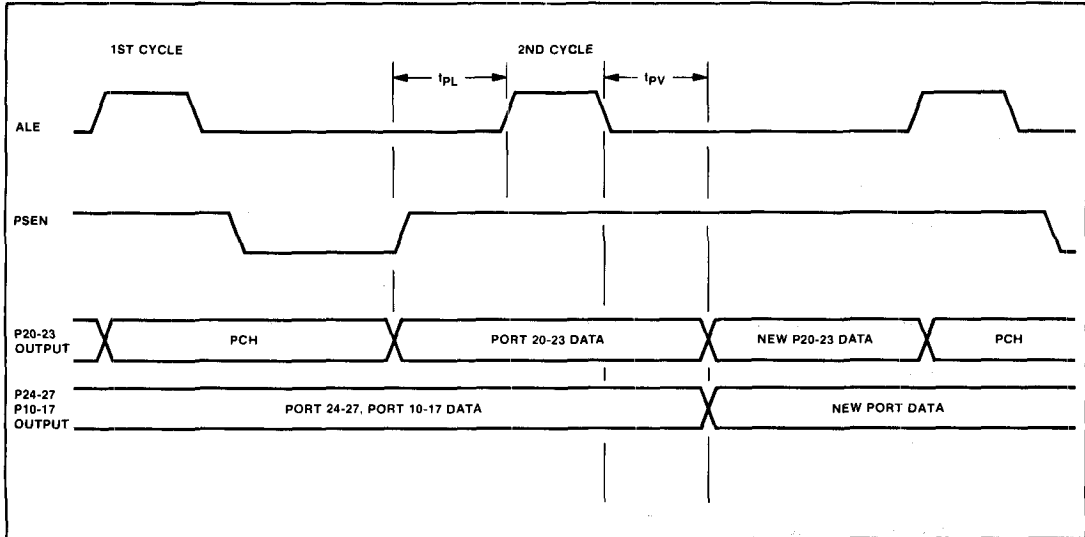 1ST CYCLE
2ND CYCLE
tPL
tPV
ALE
PSEN
P20-23
OUTPUT
PCH
PORT 20-23 DATA
NEW P20-23 DATA
PCH
P24-27
P10-17
OUTPUT
PORT 24-27, PORT 10-17 DATA
NEW PORT DATA